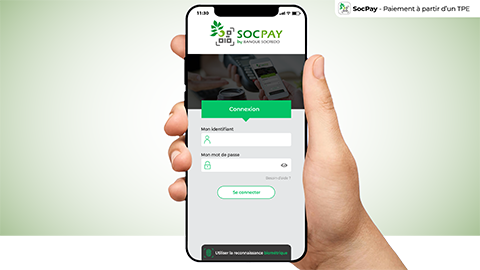 SocPay - Paiement à partir d'un TPE
11:30
SOCPAY
By BANQUE SOCREDO
Connexion
Mon identifiant
Mon mot de passe
Besoin d'aide ?
Se connecter
Utiliser la reconnaissance biométrique